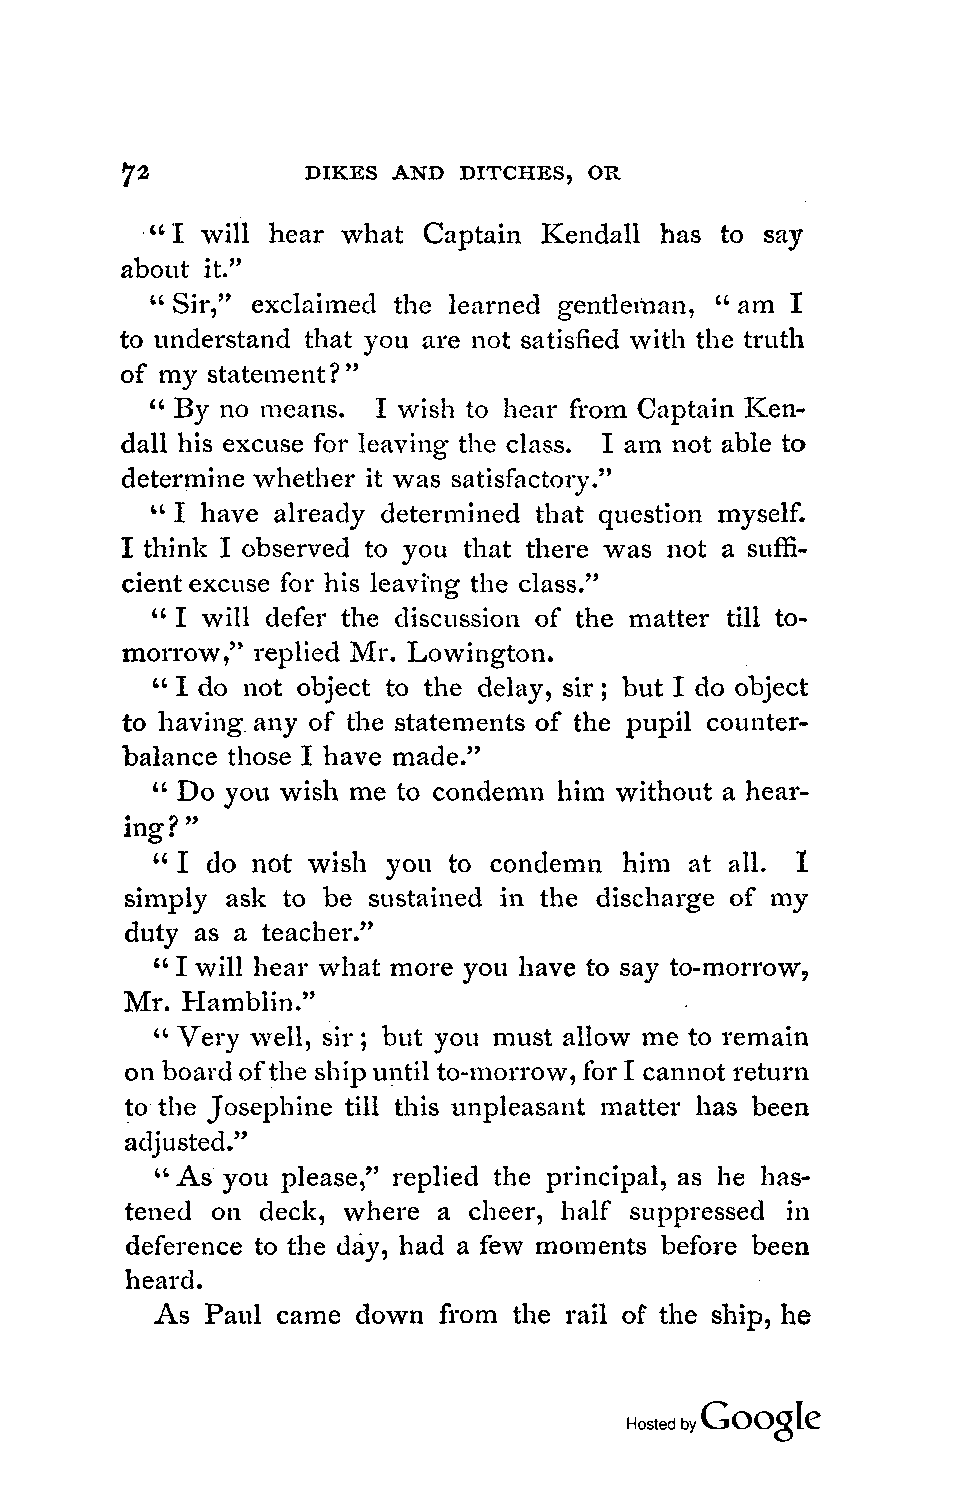 72 DIKES AND DITCHES, OR
"I will hear what Captain Kendall has to say
about it."
"Sir," exclaimed the learned gentleman, "am I
to understand that you are not satisfied with the truth
of my statement?"
"By no means. I wish to hear from Captain Ken-
dall his excuse for leaving the class. I am not able to
determine whether it was satisfactory."
"I have already determined that question myself.
I think I observed to you that there was not a suffi-
cient excuse for his leaving the class."
"I will defer the discussion of the matter till to-
morrow," replied Mr. Lowington.
"I do not object to the delay, sir; but I do object
to having any of the statements of the pupil counter-
balance those I have made."
"Do you wish me to condemn him without a hear-
ing?"
"I do not wish you to condemn him at all. I
simply ask to be sustained in the discharge of my
duty as a teacher."
"I will hear what more you have to say to-morrow,
Mr. Hamblin."
"Very well, sir; but you must allow me to remain
on board of the ship until to-morrow, for I cannot return
to the Josephine till this unpleasant matter has been
adjusted."
"As you please," replied the principal, as he has-
tened on deck, where a cheer, half suppressed in
deference to the day, had a few moments before been
heard.
As Paul came down from the rail of the ship, he
Hosted by Google